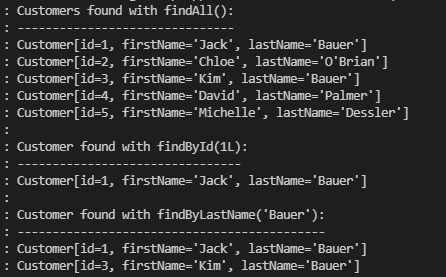 : Customers found with findAll():
: -------------------------------
: Customer[id=1, firstName='Jack', lastName='Bauer']
: Customer[id=2, firstName='Chloe', lastName='O'Brian']
: Customer[id=3, firstName='Kim', lastName='Bauer']
: Customer[id=4, firstName='David', lastName='Palmer']
: Customer[id=5, firstName='Michelle', lastName='Dessler']
:
: Customer found with findById(1L):
: --------------------------------
: Customer[id=1, firstName='Jack', lastName='Bauer']
:
: Customer found with findByLastName('Bauer'):
: --------------------------------------------
: Customer[id=1, firstName='Jack', lastName='Bauer']
: Customer[id=3, firstName='Kim', lastName='Bauer']